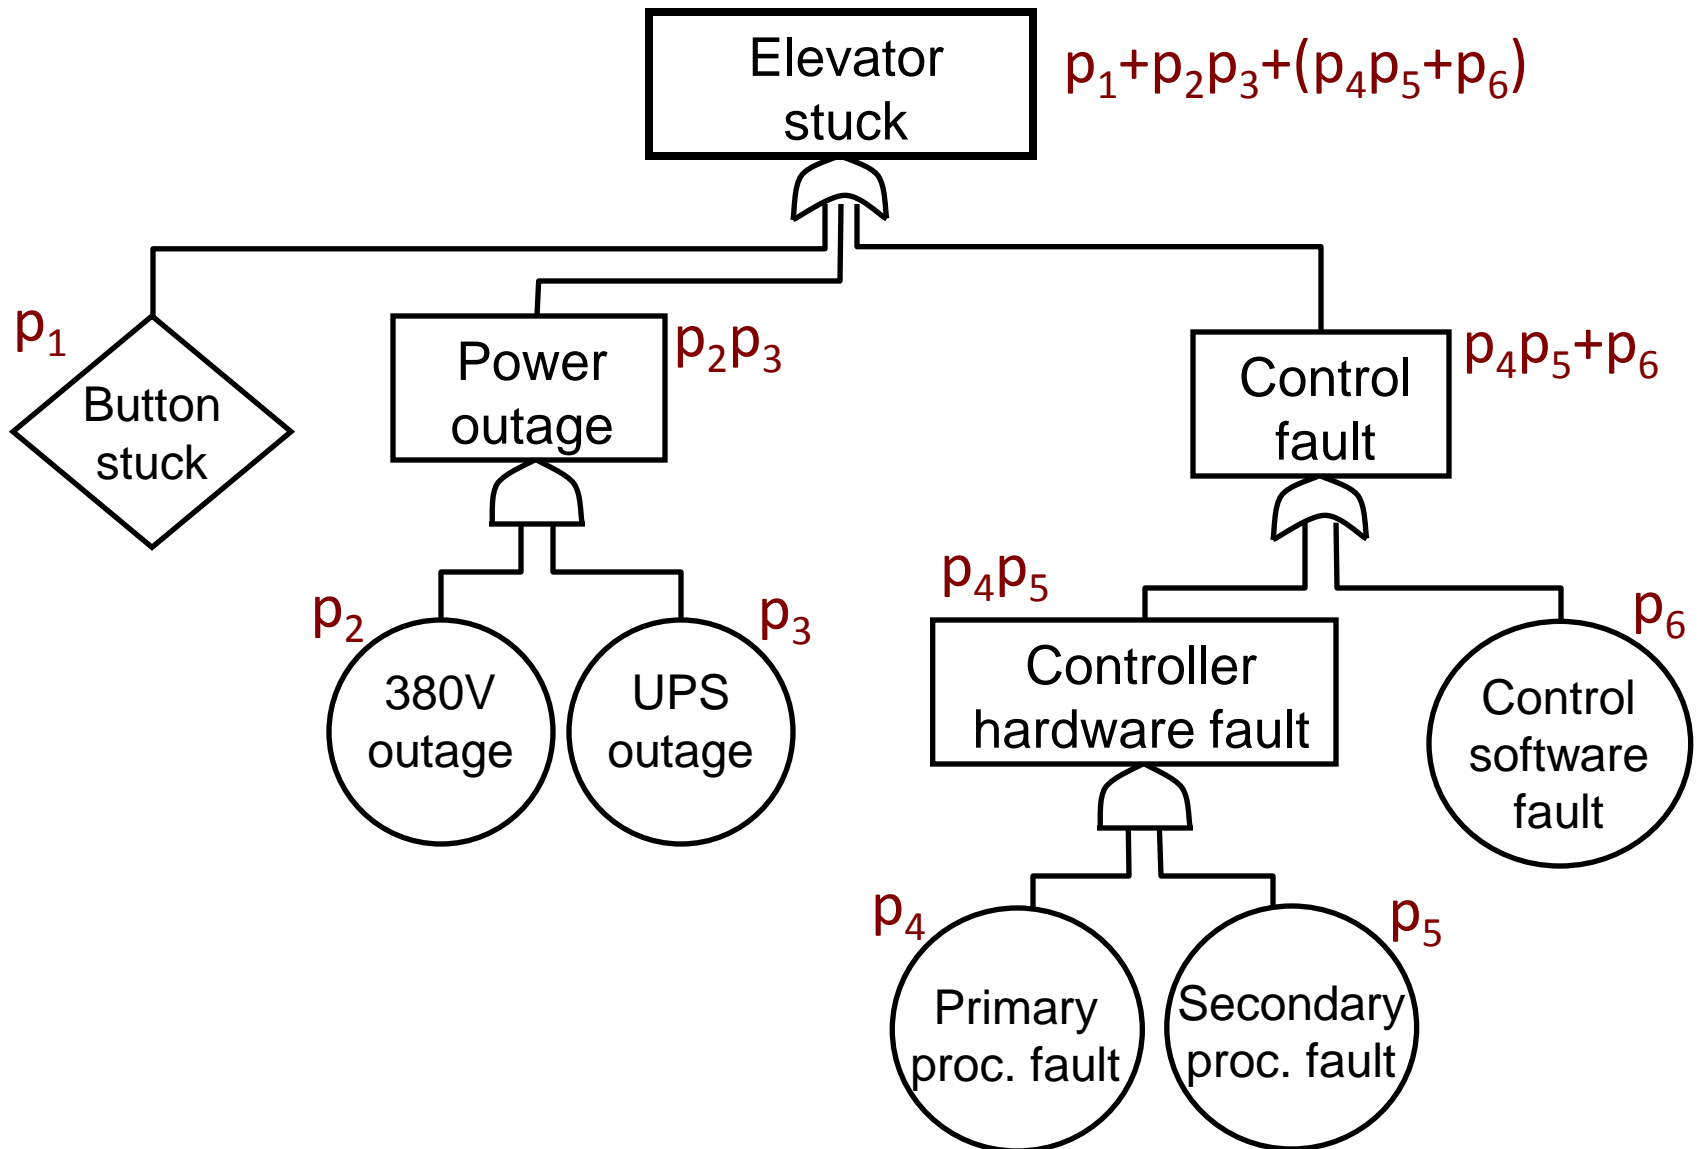 Elevator
stuck
p₁+p₂p₃+(p₄p₅+p₆)
p₁
Button
stuck
Power
outage
p₂p₃
Control
fault
p₄p₅+p₆
p₂
380V
outage
p₃
UPS
outage
p₄p₅
Controller
hardware fault
p₆
Control
software
fault
p₄
Primary
proc. fault
p₅
Secondary
proc. fault